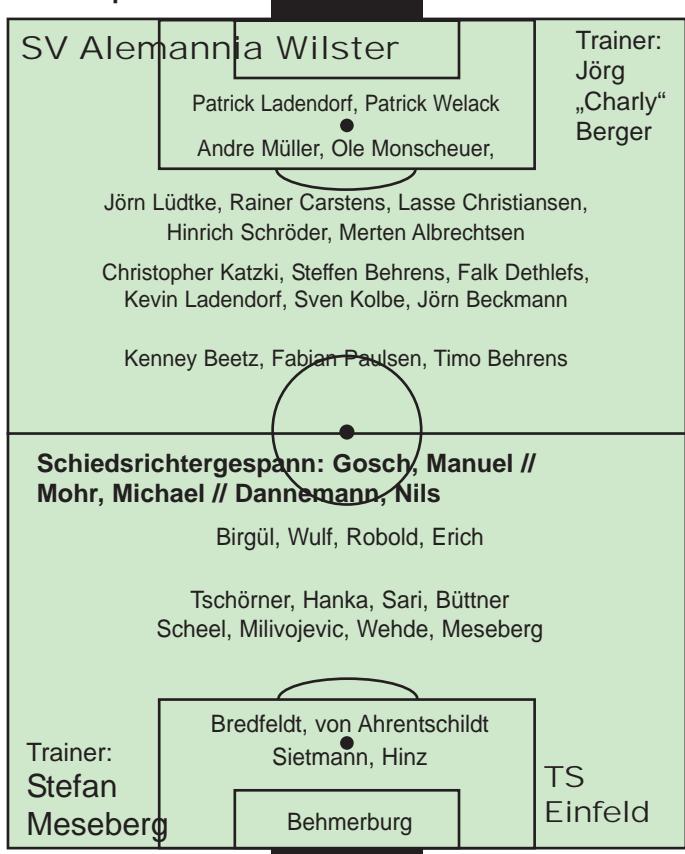 SV Alemannia Wilster
Trainer:
Jörg
„Charly“
Berger
Patrick Ladendorf, Patrick Welack
Andre Müller, Ole Monscheuer,
Jörn Lüdtke, Rainer Carstens, Lasse Christiansen,
Hinrich Schröder, Merten Albrechtsen
Christopher Katzki, Steffen Behrens, Falk Dethlefs,
Kevin Ladendorf, Sven Kolbe, Jörn Beckmann
Kenney Beetz, Fabian Paulsen, Timo Behrens
Schiedsrichtergespann: Gosch, Manuel //
Mohr, Michael // Dannemann, Nils
Birgül, Wulf, Robold, Erich
Tschörner, Hanka, Sari, Büttner
Scheel, Milivojevic, Wehde, Meseberg
Bredfeldt, von Ahrentschildt
Sietmann, Hinz
Behmerburg
Trainer:
Stefan
Meseberg
TS
Einfeld